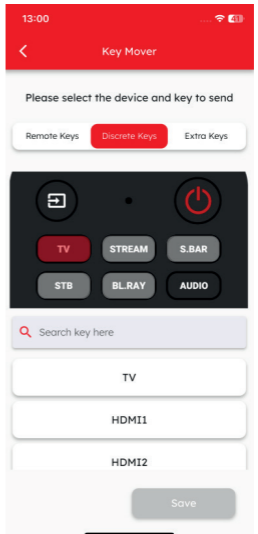 13:00
41
Key Mover
Please select the device and key to send
Remote Keys Discrete Keys Extra Keys
TV STREAM S.BAR
STB BL.RAY AUDIO
Search key here
TV
HDMI1
HDMI2
Save